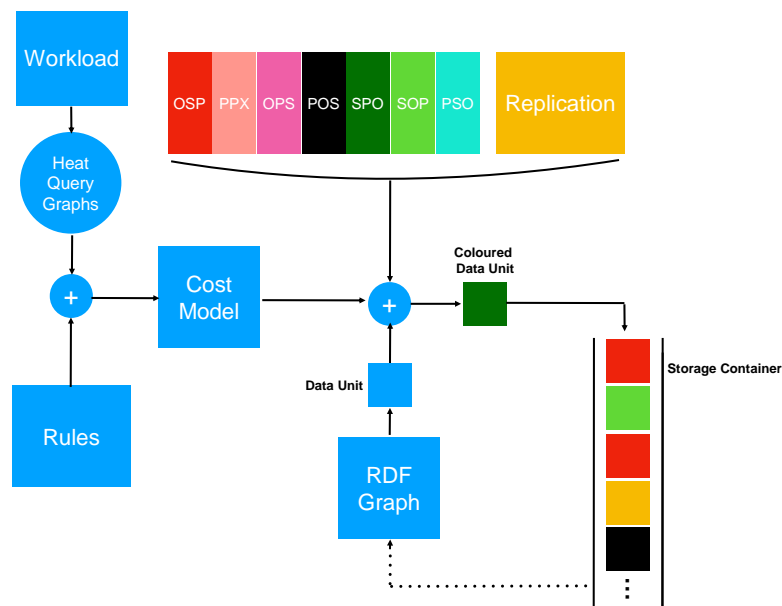 Workload
OSP PPX OPS POS SPO SOP PSO
Replication
Heat
Query
Graphs
Coloured
Data Unit
+
Cost
Model
+
Storage Container
Data Unit
Rules
RDF
Graph